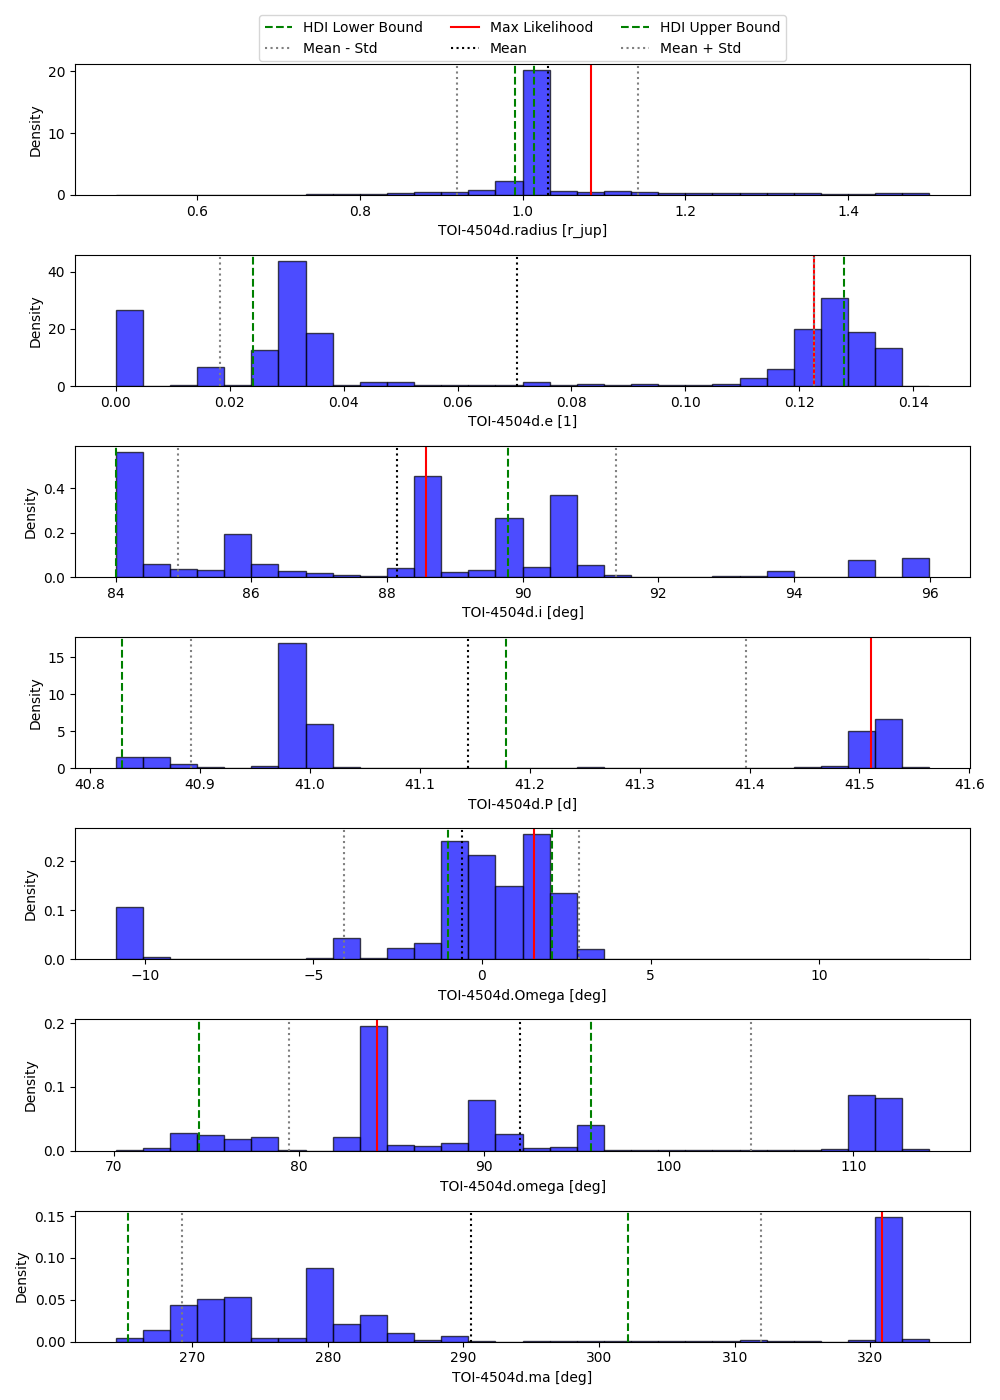 HDI Lower Bound Max Likelihood HDI Upper Bound
Mean - Std Mean Mean + Std
20
10
0
Density
0.6 0.8 1.0 1.2 1.4
TOI-4504d.radius [r_jup]
40
20
0
Density
0.00 0.02 0.04 0.06 0.08 0.10 0.12 0.14
TOI-4504d.e [1]
0.4
0.2
0.0
Density
84 86 88 90 92 94 96
TOI-4504d.i [deg]
15
10
5
0
Density
40.8 40.9 41.0 41.1 41.2 41.3 41.4 41.5 41.6
TOI-4504d.P [d]
0.2
0.1
0.0
Density
−10 −5 0 5 10
TOI-4504d.Omega [deg]
0.2
0.1
0.0
Density
70 80 90 100 110
TOI-4504d.omega [deg]
0.15
0.10
0.05
0.00
Density
270 280 290 300 310 320
TOI-4504d.ma [deg]